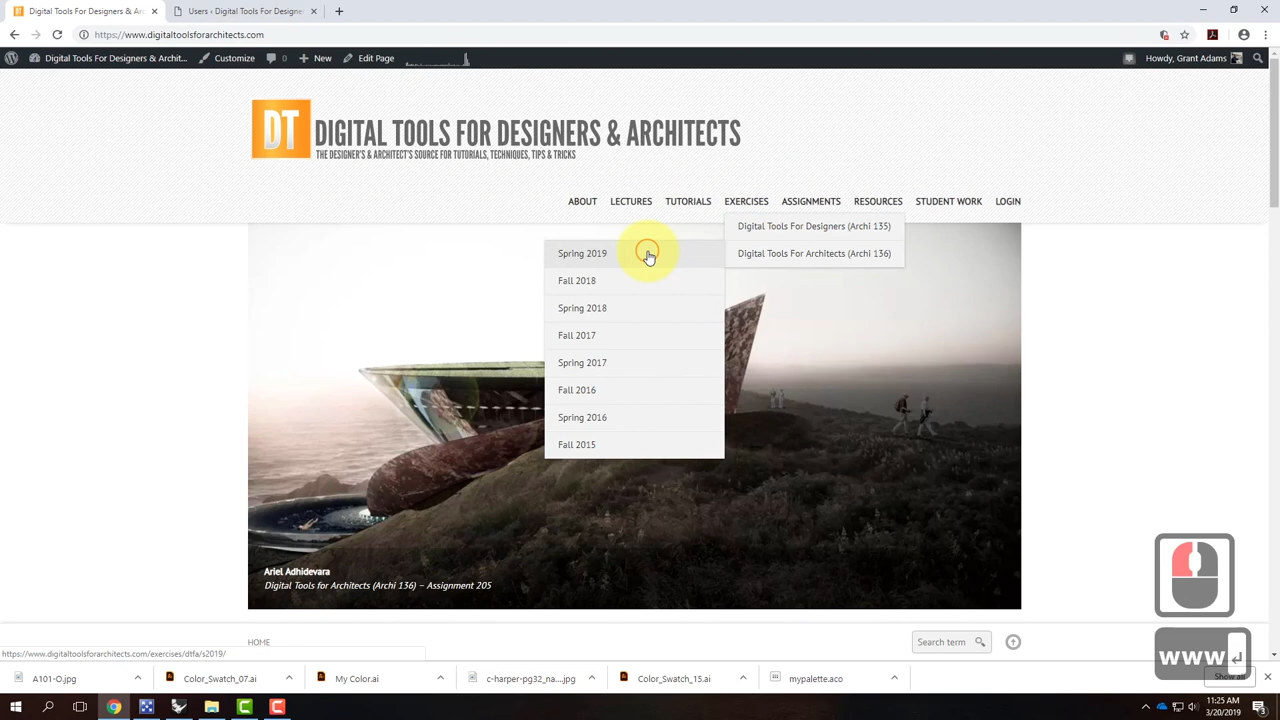 Digital Tools For Designers & Arc
Users ‹ Digital Tools For Designe
https://www.digitaltoolsforarchitects.com
Digital Tools For Designers & Archit...
Customize
0
New
Edit Page
Howdy, Grant Adams
DT
DIGITAL TOOLS FOR DESIGNERS & ARCHITECTS
THE DESIGNER'S & ARCHITECT'S SOURCE FOR TUTORIALS, TECHNIQUES, TIPS & TRICKS
ABOUT LECTURES TUTORIALS EXERCISES ASSIGNMENTS RESOURCES STUDENT WORK LOGIN
Digital Tools For Designers (Archi 135)
Digital Tools For Architects (Archi 136)
Spring 2019
Fall 2018
Spring 2018
Fall 2017
Spring 2017
Fall 2016
Spring 2016
Fall 2015
Ariel Adhidevara
Digital Tools for Architects (Archi 136) – Assignment 205
HOME
Search term
https://www.digitaltoolsforarchitects.com/exercises/dtfa/s2019/
www
A101-O.jpg
Color_Swatch_07.ai
My Color.ai
c-harper-pg32_na....jpg
Color_Swatch_15.ai
mypalette.aco
Show all
11:25 AM
3/20/2019
3